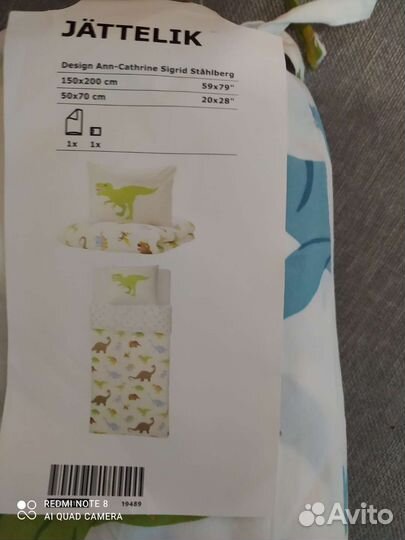 JÄTTELIK
Design Ann-Cathrine Sigrid Ståhlberg
150x200 cm 59x79"
50x70 cm 20x28"
1x 1x
19489
REDMI NOTE 8
AI QUAD CAMERA
Avito